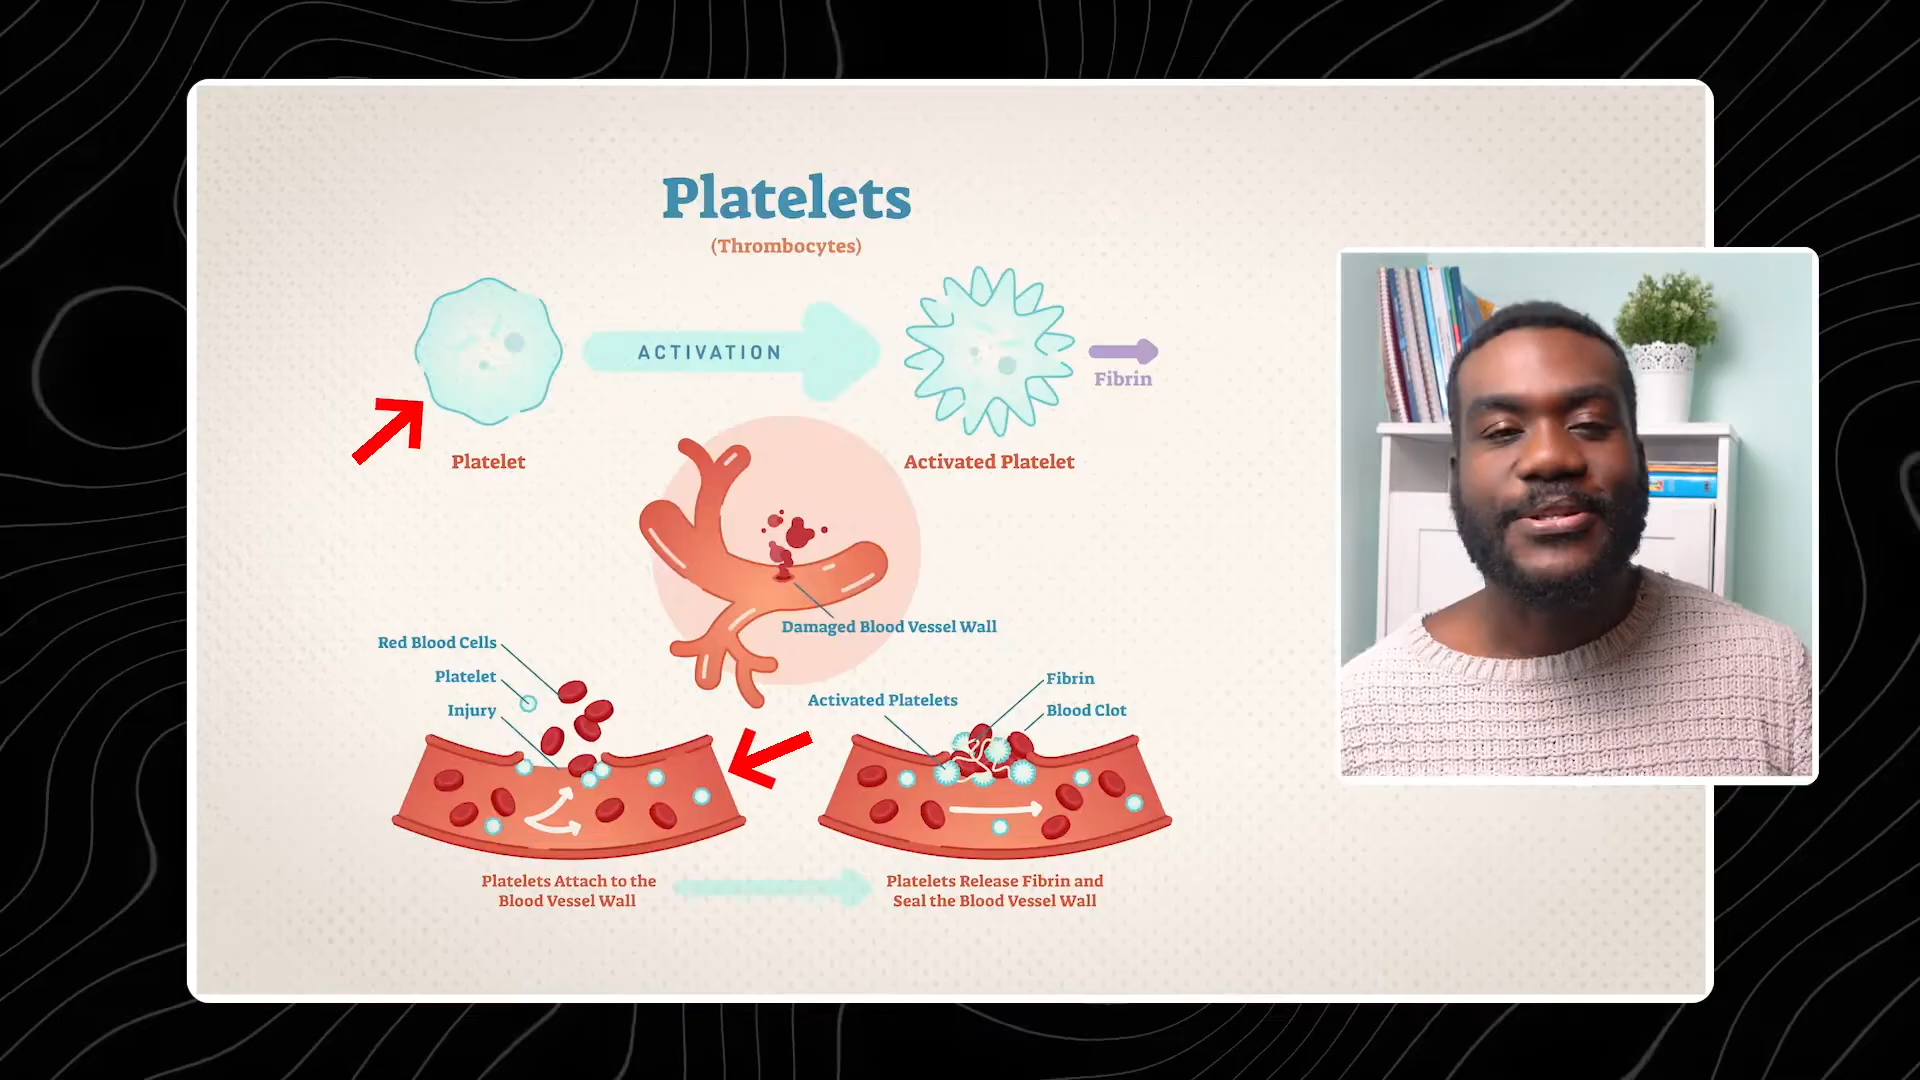 Platelets
(Thrombocytes)
ACTIVATION
Fibrin
Platelet
Activated Platelet
Damaged Blood Vessel Wall
Red Blood Cells
Platelet
Injury
Activated Platelets
Fibrin
Blood Clot
Platelets Attach to the
Blood Vessel Wall
Platelets Release Fibrin and
Seal the Blood Vessel Wall